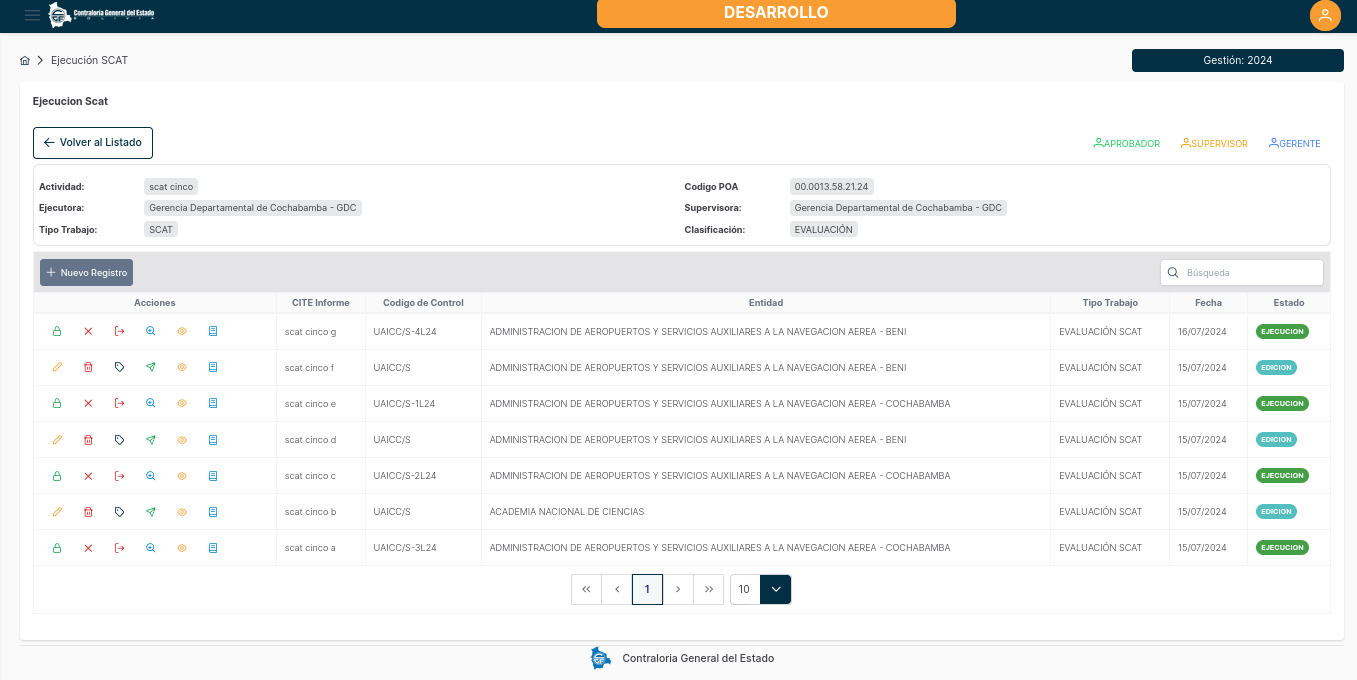 Contraloría General del Estado
BOLIVIA
DESARROLLO
Ejecución SCAT
Gestión: 2024
Ejecucion Scat
Volver al Listado
APROBADOR SUPERVISOR GERENTE
Actividad: scat cinco Codigo POA 00.0013.58.21.24
Ejecutora: Gerencia Departamental de Cochabamba - GDC Supervisora: Gerencia Departamental de Cochabamba - GDC
Tipo Trabajo: SCAT Clasificación: EVALUACIÓN
Nuevo Registro Búsqueda
Acciones CITE Informe Codigo de Control Entidad Tipo Trabajo Fecha Estado
scat cinco g UAICC/S-4L24 ADMINISTRACION DE AEROPUERTOS Y SERVICIOS AUXILIARES A LA NAVEGACION AEREA - BENI EVALUACIÓN SCAT 16/07/2024 EJECUCION
scat cinco f UAICC/S ADMINISTRACION DE AEROPUERTOS Y SERVICIOS AUXILIARES A LA NAVEGACION AEREA - BENI EVALUACIÓN SCAT 15/07/2024 EDICION
scat cinco e UAICC/S-1L24 ADMINISTRACION DE AEROPUERTOS Y SERVICIOS AUXILIARES A LA NAVEGACION AEREA - COCHABAMBA EVALUACIÓN SCAT 15/07/2024 EJECUCION
scat cinco d UAICC/S ADMINISTRACION DE AEROPUERTOS Y SERVICIOS AUXILIARES A LA NAVEGACION AEREA - BENI EVALUACIÓN SCAT 15/07/2024 EDICION
scat cinco c UAICC/S-2L24 ADMINISTRACION DE AEROPUERTOS Y SERVICIOS AUXILIARES A LA NAVEGACION AEREA - COCHABAMBA EVALUACIÓN SCAT 15/07/2024 EJECUCION
scat cinco b UAICC/S ACADEMIA NACIONAL DE CIENCIAS EVALUACIÓN SCAT 15/07/2024 EDICION
scat cinco a UAICC/S-3L24 ADMINISTRACION DE AEROPUERTOS Y SERVICIOS AUXILIARES A LA NAVEGACION AEREA - COCHABAMBA EVALUACIÓN SCAT 15/07/2024 EJECUCION
1 10
Contraloria General del Estado